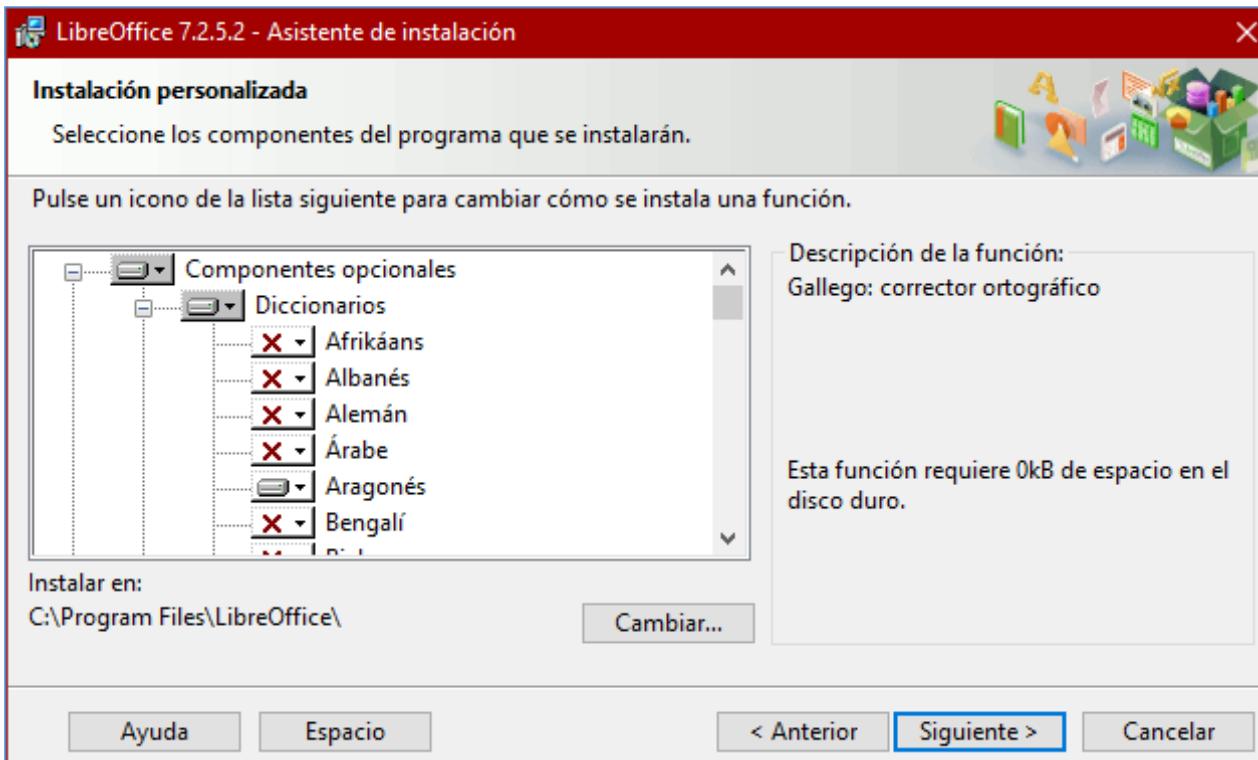 LibreOffice 7.2.5.2 - Asistente de instalación
Instalación personalizada
Seleccione los componentes del programa que se instalarán.
Pulse un icono de la lista siguiente para cambiar cómo se instala una función.
Componentes opcionales
Diccionarios
Afrikáans
Albanés
Alemán
Árabe
Aragonés
Bengalí
Descripción de la función:
Gallego: corrector ortográfico
Esta función requiere 0kB de espacio en el
disco duro.
Instalar en:
C:\Program Files\LibreOffice\
Cambiar...
Ayuda
Espacio
< Anterior
Siguiente >
Cancelar